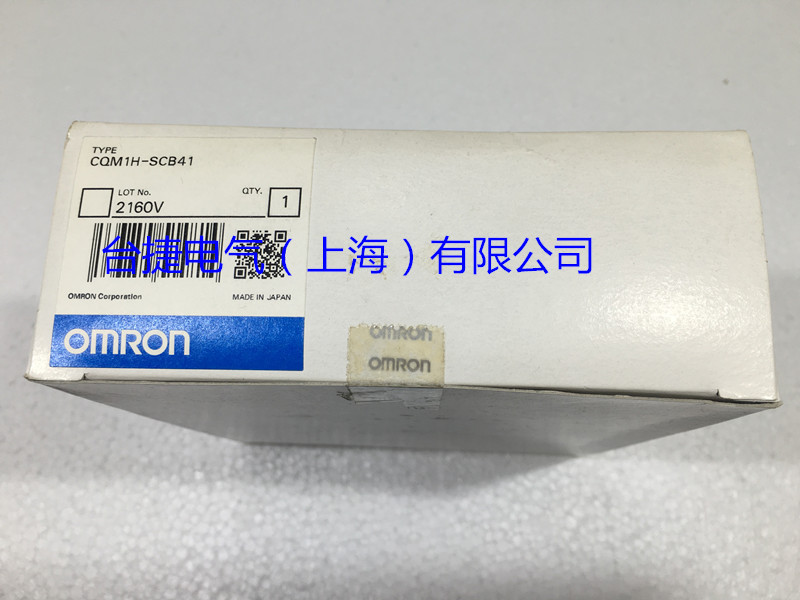 TYPE
CQM1H-SCB41
LOT No.
QTY.
2160V
1
台捷电气（上海）有限公司
OMRON Corporation
MADE IN JAPAN
OMRON
OMRON
OMRON